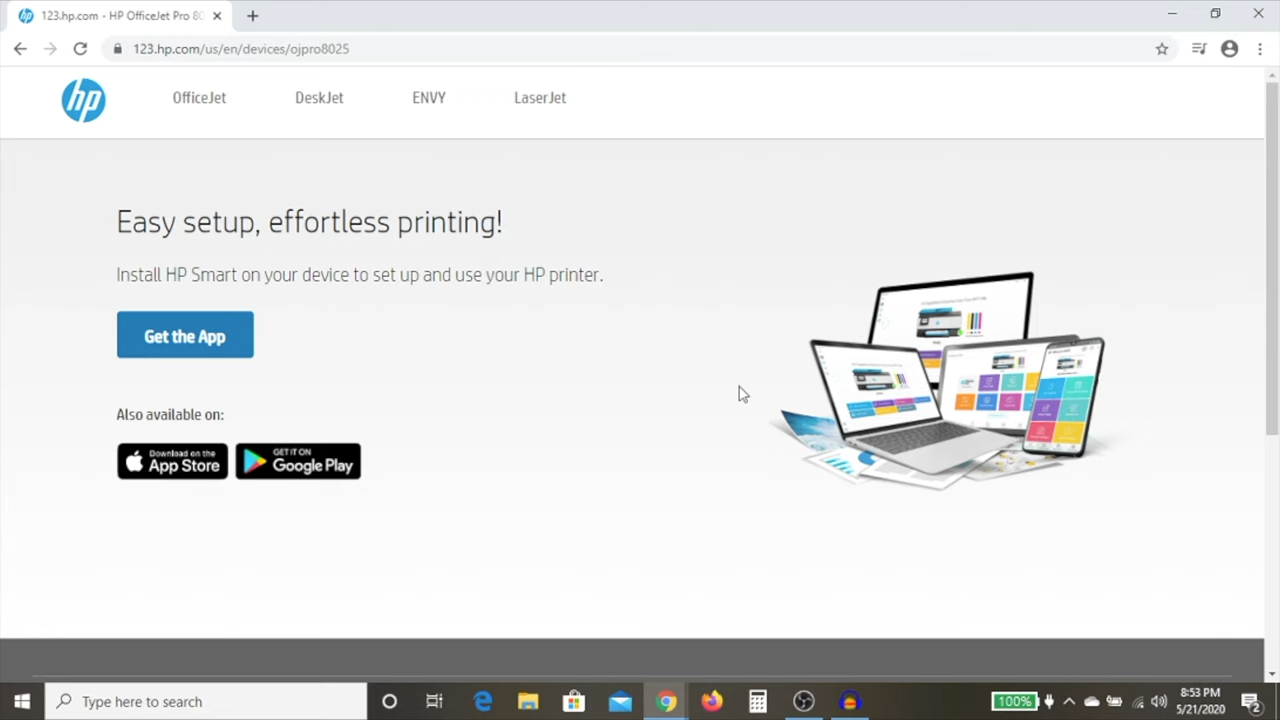 123.hp.com - HP OfficeJet Pro 80
123.hp.com/us/en/devices/ojpro8025
hp
OfficeJet
DeskJet
ENVY
LaserJet
Easy setup, effortless printing!
Install HP Smart on your device to set up and use your HP printer.
Get the App
Also available on:
Download on the
App Store
GET IT ON
Google Play
Type here to search
100%
8:53 PM
5/21/2020
2